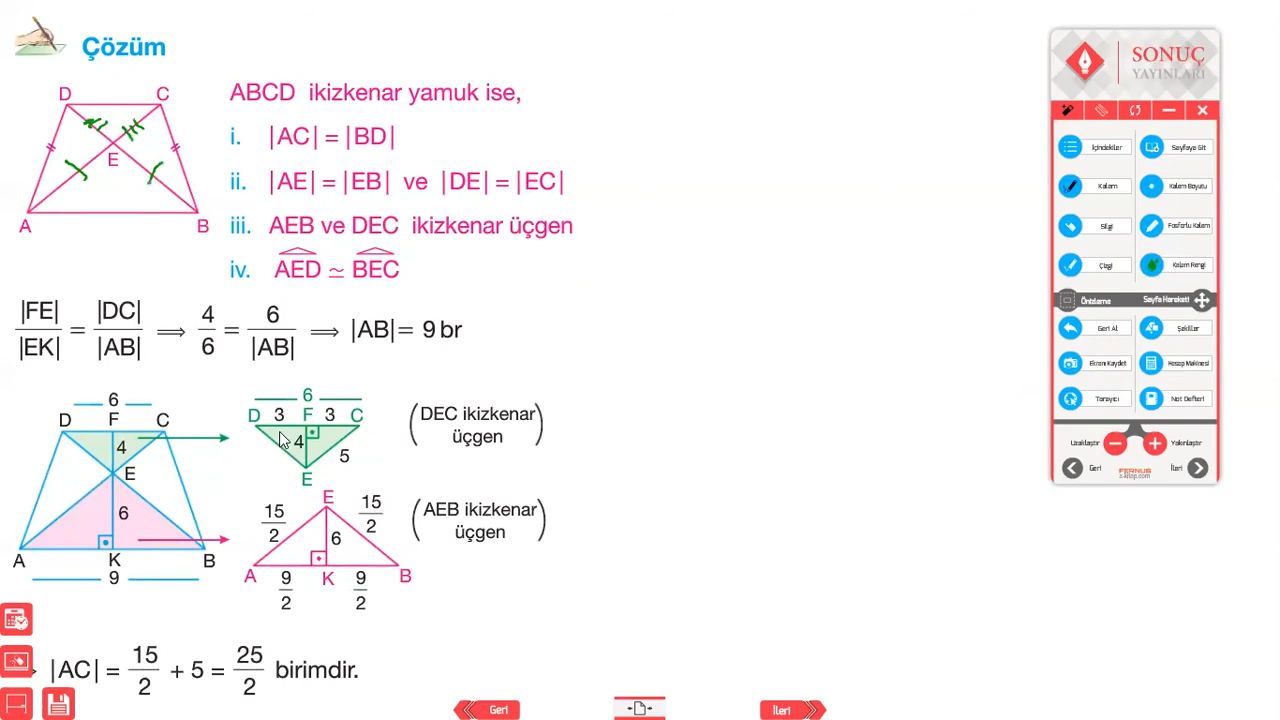 Çözüm
D C
E
A B
ABCD ikizkenar yamuk ise,
i. |AC| = |BD|
ii. |AE| = |EB| ve |DE| = |EC|
iii. AEB ve DEC ikizkenar üçgen
iv. AED ≃ BEC
|FE| / |EK| = |DC| / |AB| ⟹ 4/6 = 6/|AB| ⟹ |AB| = 9 br
6
D F C
4
E
6
A K B
9
6
D 3 F 3 C
4 5
E
(DEC ikizkenar
üçgen)
E
15/2 15/2
6
A K B
9/2 9/2
(AEB ikizkenar
üçgen)
|AC| = 15/2 + 5 = 25/2 birimdir.
Geri
İleri
SONUÇ
YAYINLARI
İçindekiler Sayfaya Git
Kalem Kalem Boyutu
Silgi Fosforlu Kalem
Çizgi Kalem Rengi
Önizleme Sayfa Hareketi
Geri Al Şekiller
Ekranı Kaydet Hesap Makinesi
Tarayıcı Not Defteri
Uzaklaştır Yakınlaştır
Geri FERNUS İleri
z-kitap.com